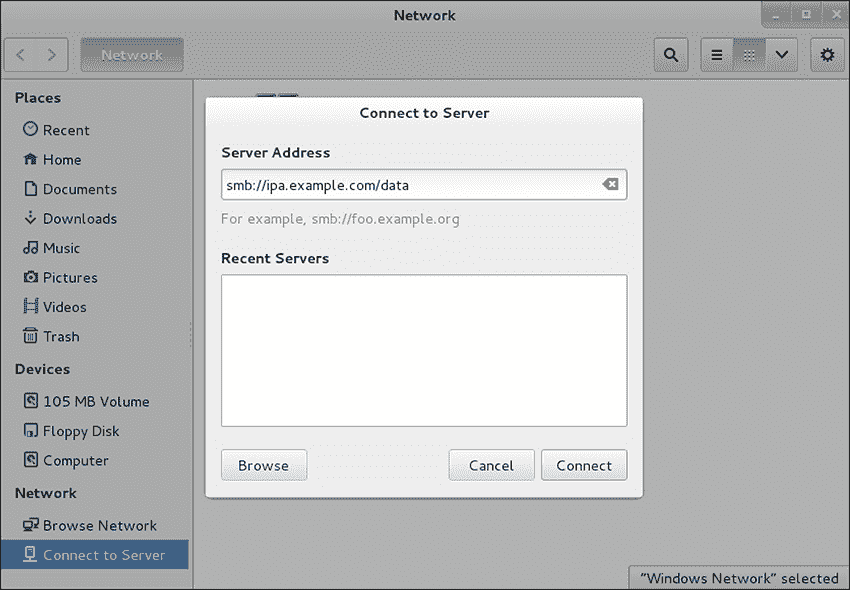 Network
Network
Places
Recent
Home
Documents
Downloads
Music
Pictures
Videos
Trash
Devices
105 MB Volume
Floppy Disk
Computer
Network
Browse Network
Connect to Server
Connect to Server
Server Address
smb://ipa.example.com/data
For example, smb://foo.example.org
Recent Servers
Browse
Cancel
Connect
"Windows Network" selected